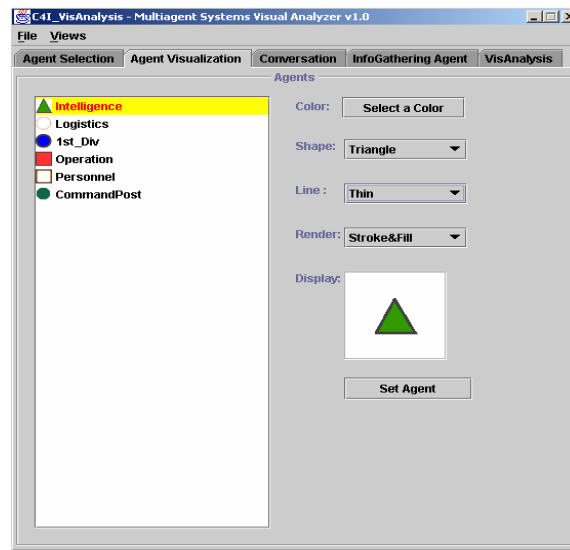 C4I_VisAnalysis - Multiagent Systems Visual Analyzer v1.0
File Views
Agent Selection Agent Visualization Conversation InfoGathering Agent VisAnalysis
Agents
Intelligence
Logistics
1st_Div
Operation
Personnel
CommandPost
Color: Select a Color
Shape: Triangle
Line : Thin
Render: Stroke&Fill
Display:
Set Agent